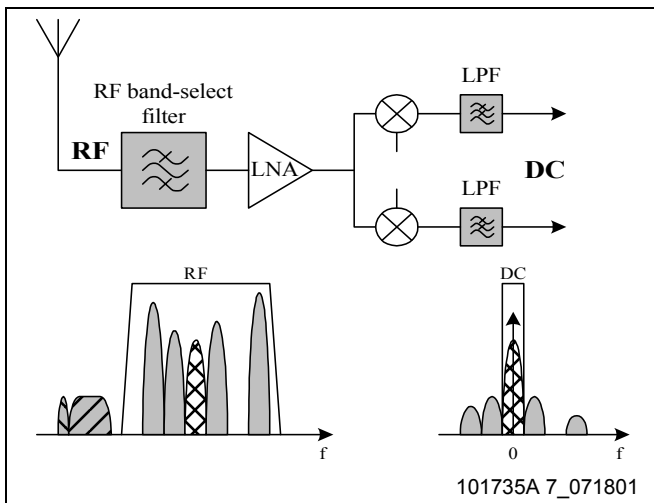 LPF
RF band-select
filter
RF
LNA
DC
LPF
RF
DC
f
0
f
101735A 7_071801